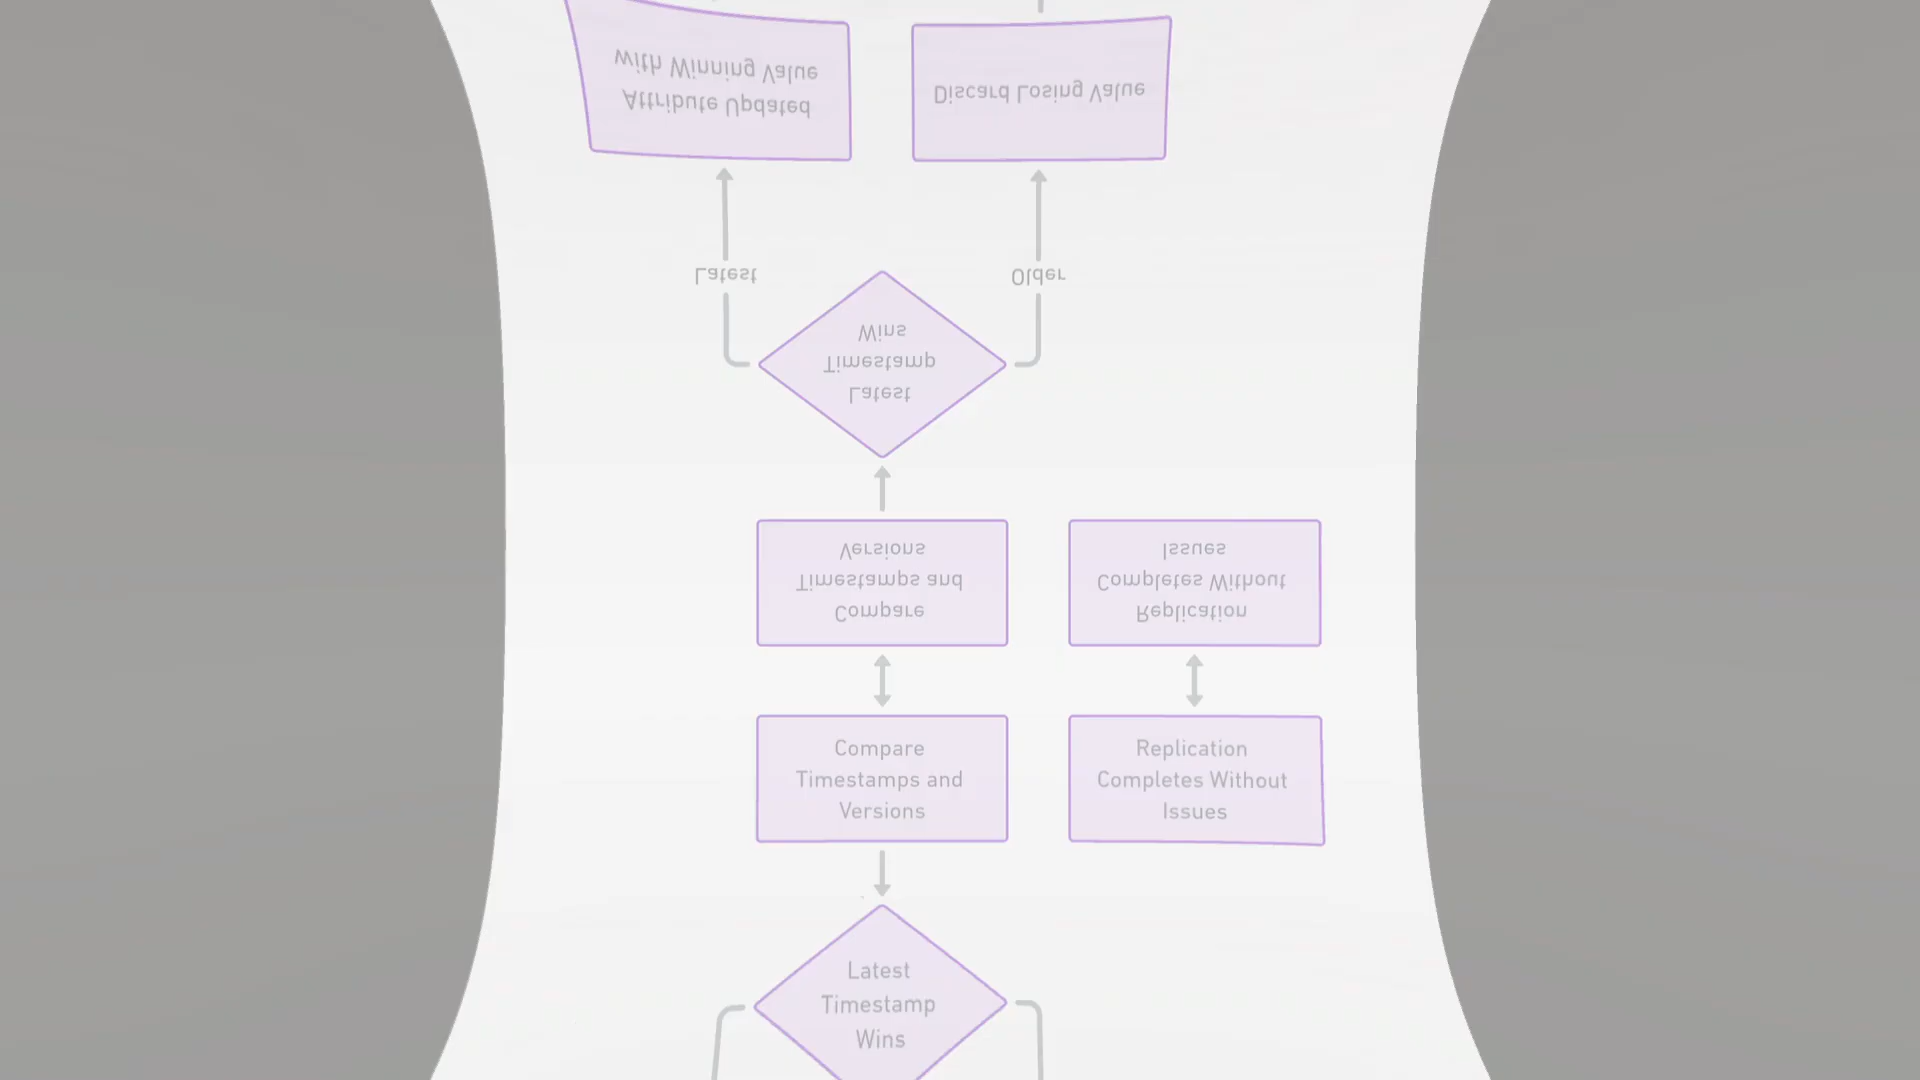 with Winning Value
Attribute Updated
Discard Losing Value
Latest
Older
Wins
Timestamp
Latest
Versions
Timestamps and
Compare
Issues
Completes Without
Replication
Compare
Timestamps and
Versions
Replication
Completes Without
Issues
Latest
Timestamp
Wins